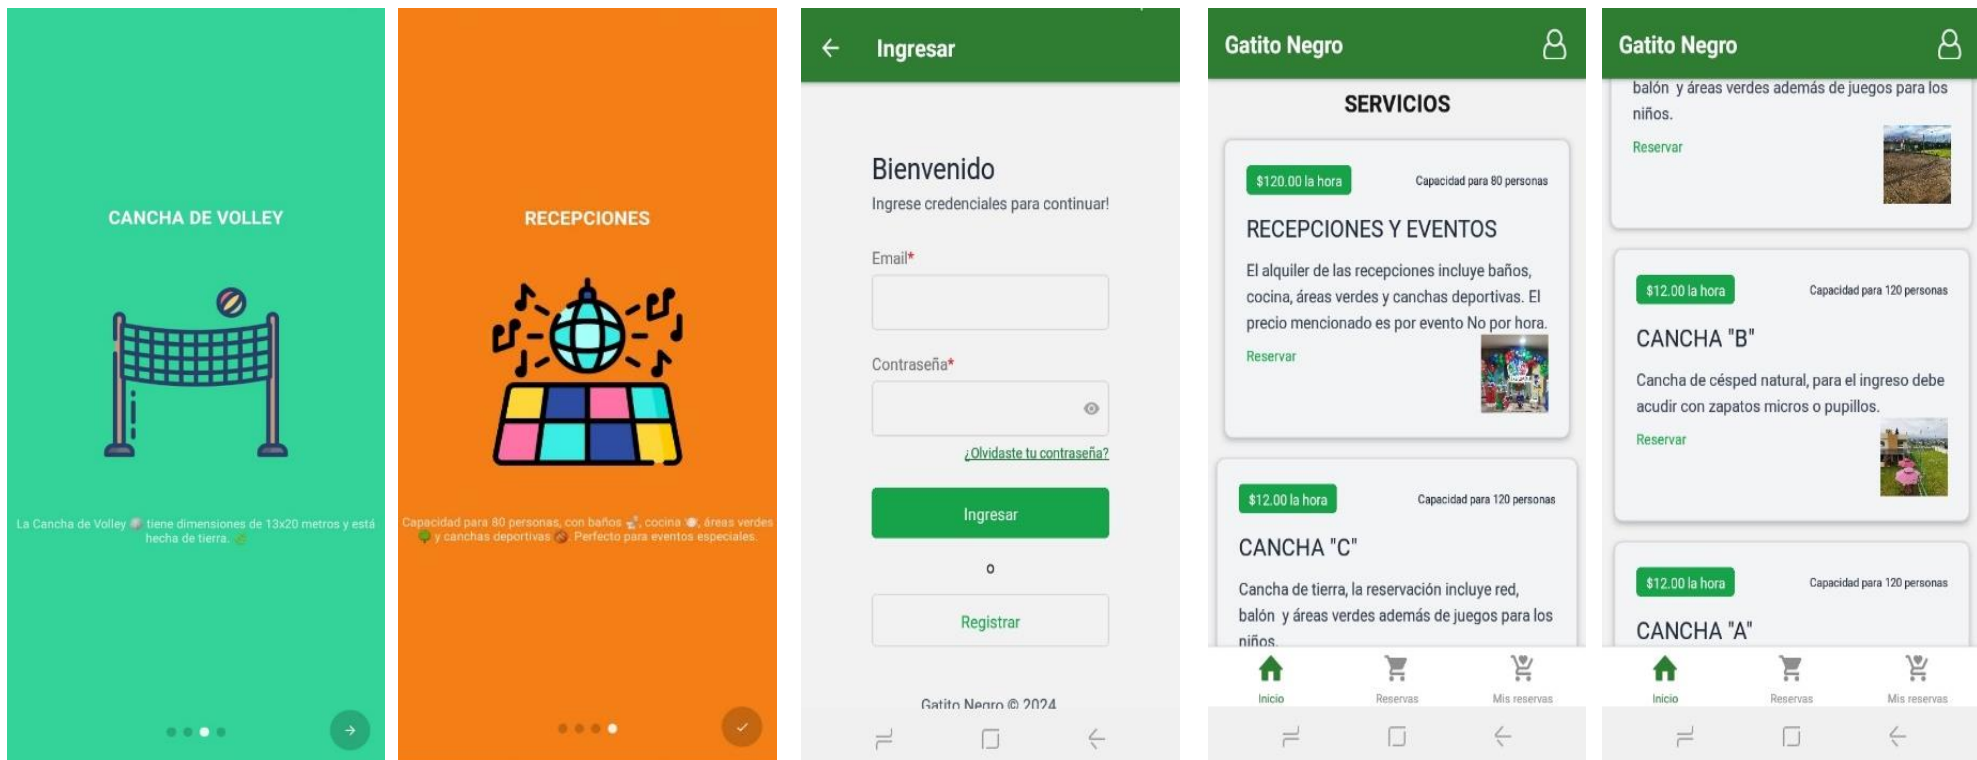 CANCHA DE VOLLEY
La Cancha de Volley tiene dimensiones de 13x20 metros y está
hecha de tierra.
RECEPCIONES
Capacidad para 80 personas, con baños , cocina , áreas verdes
y canchas deportivas . Perfecto para eventos especiales.
Ingresar
Bienvenido
Ingrese credenciales para continuar!
Email*
Contraseña*
¿Olvidaste tu contraseña?
Ingresar
o
Registrar
Gatito Negro © 2024
Gatito Negro
SERVICIOS
$120.00 la hora
Capacidad para 80 personas
RECEPCIONES Y EVENTOS
El alquiler de las recepciones incluye baños,
cocina, áreas verdes y canchas deportivas. El
precio mencionado es por evento No por hora.
Reservar
$12.00 la hora
Capacidad para 120 personas
CANCHA "C"
Cancha de tierra, la reservación incluye red,
balón y áreas verdes además de juegos para los
niños.
Inicio
Reservas
Mis reservas
Gatito Negro
balón y áreas verdes además de juegos para los
niños.
Reservar
$12.00 la hora
Capacidad para 120 personas
CANCHA "B"
Cancha de césped natural, para el ingreso debe
acudir con zapatos micros o pupillos.
Reservar
$12.00 la hora
Capacidad para 120 personas
CANCHA "A"
Inicio
Reservas
Mis reservas